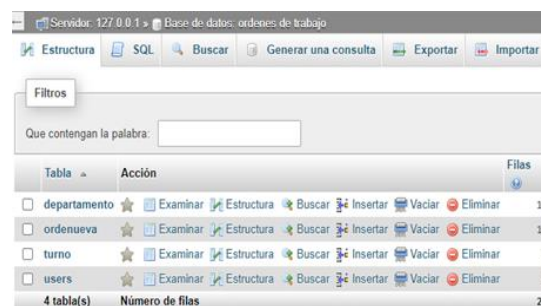 Servidor: 127.0.0.1 » Base de datos: ordenes de trabajo
Estructura SQL Buscar Generar una consulta Exportar Importar
Filtros
Que contengan la palabra:
Tabla Acción Filas
departamento Examinar Estructura Buscar Insertar Vaciar Eliminar 1
ordenueva Examinar Estructura Buscar Insertar Vaciar Eliminar 1
turno Examinar Estructura Buscar Insertar Vaciar Eliminar
users Examinar Estructura Buscar Insertar Vaciar Eliminar
4 tabla(s) Número de filas 2